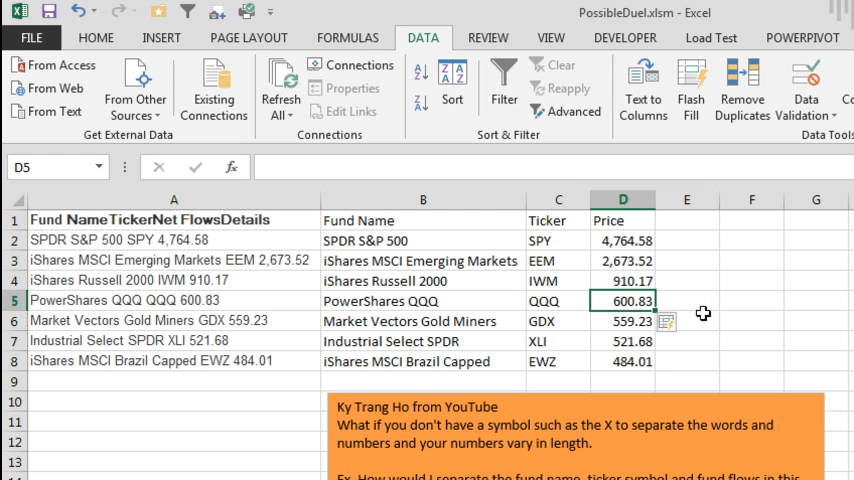 PossibleDuel.xlsm - Excel
FILE HOME INSERT PAGE LAYOUT FORMULAS DATA REVIEW VIEW DEVELOPER Load Test POWERPIVOT
From Access
From Web
From Text
From Other
Sources
Existing
Connections
Get External Data
Refresh
All
Connections
Properties
Edit Links
Connections
A
Z
Z
A
Z A
A Z
Sort
Filter
Clear
Reapply
Advanced
Sort & Filter
Text to
Columns
Flash
Fill
Remove
Duplicates
Data
Validation
Co
Data Tools
D5 fx
A B C D E F G
1 Fund NameTickerNet FlowsDetails Fund Name Ticker Price
2 SPDR S&P 500 SPY 4,764.58 SPDR S&P 500 SPY 4,764.58
3 iShares MSCI Emerging Markets EEM 2,673.52 iShares MSCI Emerging Markets EEM 2,673.52
4 iShares Russell 2000 IWM 910.17 iShares Russell 2000 IWM 910.17
5 PowerShares QQQ QQQ 600.83 PowerShares QQQ QQQ 600.83
6 Market Vectors Gold Miners GDX 559.23 Market Vectors Gold Miners GDX 559.23
7 Industrial Select SPDR XLI 521.68 Industrial Select SPDR XLI 521.68
8 iShares MSCI Brazil Capped EWZ 484.01 iShares MSCI Brazil Capped EWZ 484.01
9
10
11
12
13
Ky Trang Ho from YouTube
What if you don't have a symbol such as the X to separate the words and
numbers and your numbers vary in length.
Ex. How would I separate the fund name, ticker symbol and fund flows in this